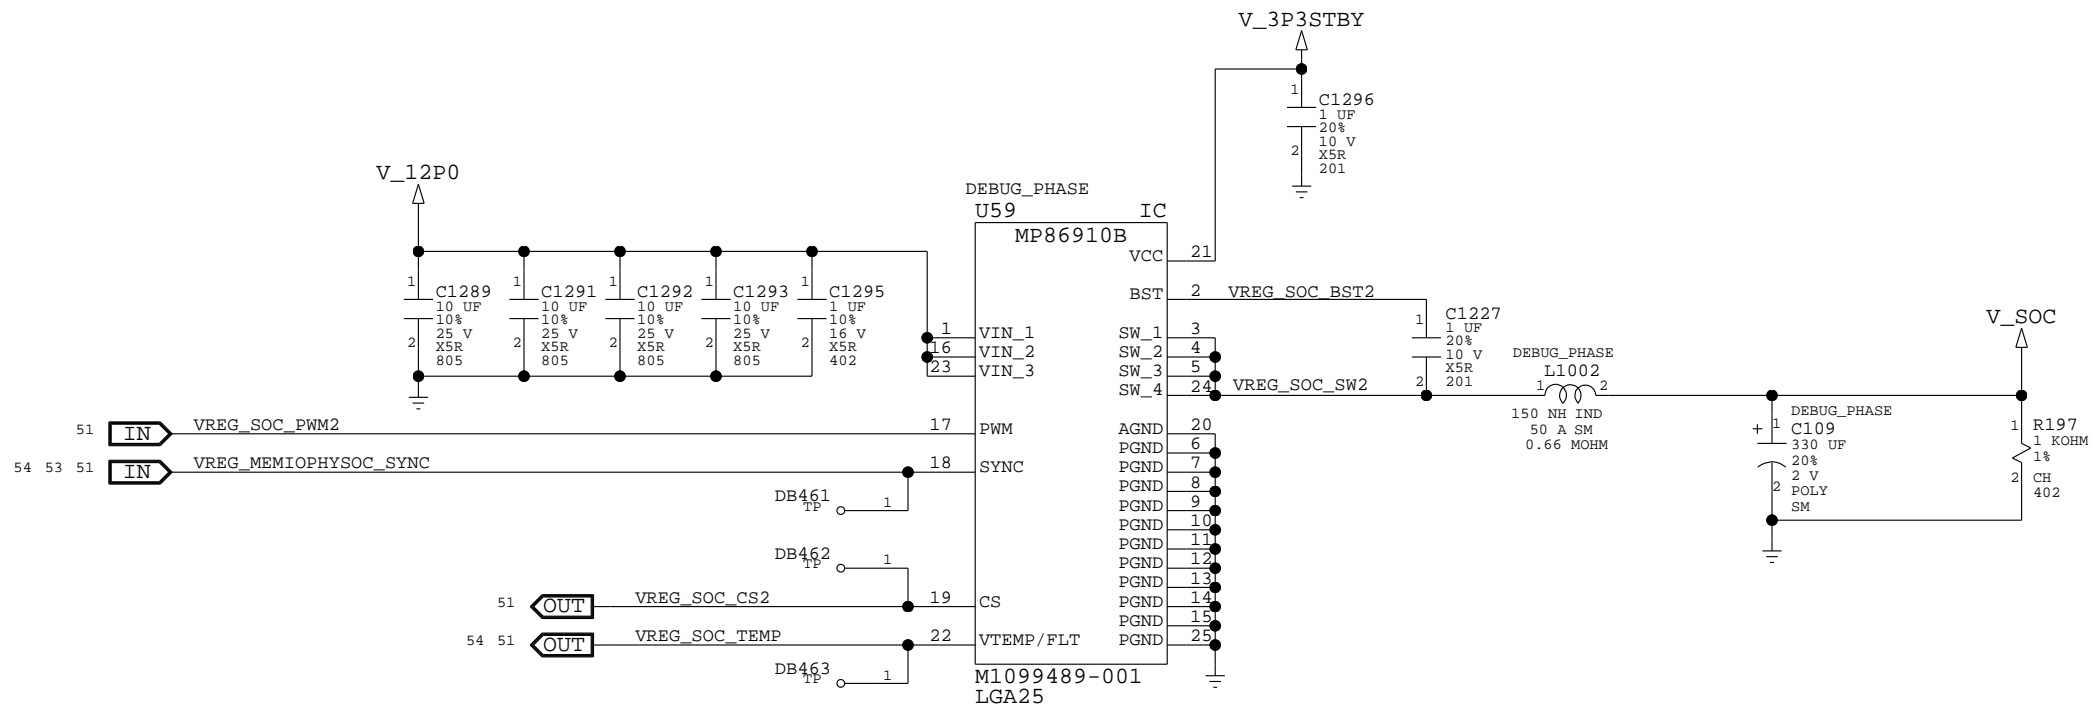 V_3P3STBY
1
C1296
1 UF
20%
10 V
2
X5R
201
V_12P0
DEBUG_PHASE
U59 IC
MP86910B
1 C1289
10 UF
10%
25 V
2 X5R
805
1 C1291
10 UF
10%
25 V
2 X5R
805
1 C1292
10 UF
10%
25 V
2 X5R
805
1 C1293
10 UF
10%
25 V
2 X5R
805
1 C1295
1 UF
10%
16 V
2 X5R
402
1 VIN_1
16 VIN_2
23 VIN_3
51 IN VREG_SOC_PWM2 17 PWM
54 53 51 IN VREG_MEMIOPHYSOC_SYNC 18 SYNC
DB461
TP 1
DB462
TP 1
51 OUT VREG_SOC_CS2 19 CS
54 51 OUT VREG_SOC_TEMP 22 VTEMP/FLT
DB463
TP 1
VCC 21
BST 2 VREG_SOC_BST2
SW_1 3
SW_2 4
SW_3 5
SW_4 24 VREG_SOC_SW2
AGND 20
PGND 6
PGND 7
PGND 8
PGND 9
PGND 10
PGND 11
PGND 12
PGND 13
PGND 14
PGND 15
PGND 25
M1099489-001
LGA25
1 C1227
1 UF
20%
10 V
X5R
2 201
DEBUG_PHASE
L1002
1 2
150 NH IND
50 A SM
0.66 MOHM
V_SOC
DEBUG_PHASE
+ 1 C109
330 UF
20%
2 V
2 POLY
SM
1 R197
1 KOHM
1%
2 CH
402